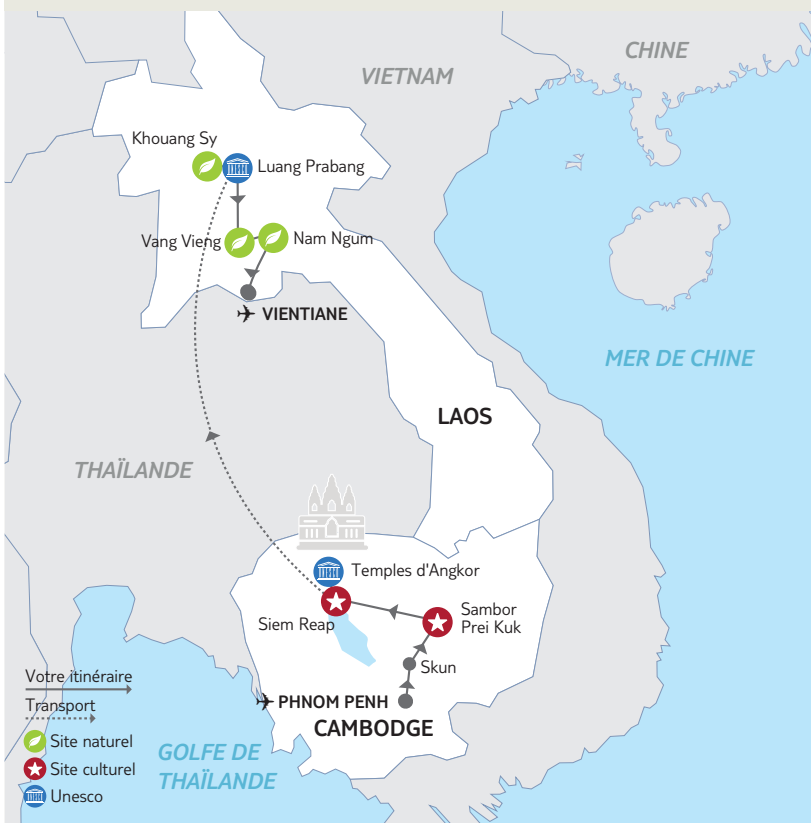 CHINE
VIETNAM
Khouang Sy
Luang Prabang
Vang Vieng
Nam Ngum
VIENTIANE
MER DE CHINE
LAOS
THAÏLANDE
Temples d'Angkor
Siem Reap
Sambor
Prei Kuk
Skun
PHNOM PENH
CAMBODGE
Votre itinéraire
Transport
Site naturel
Site culturel
Unesco
GOLFE DE
THAÏLANDE